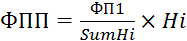 ФПП = ФП1 / SumHi × Hi